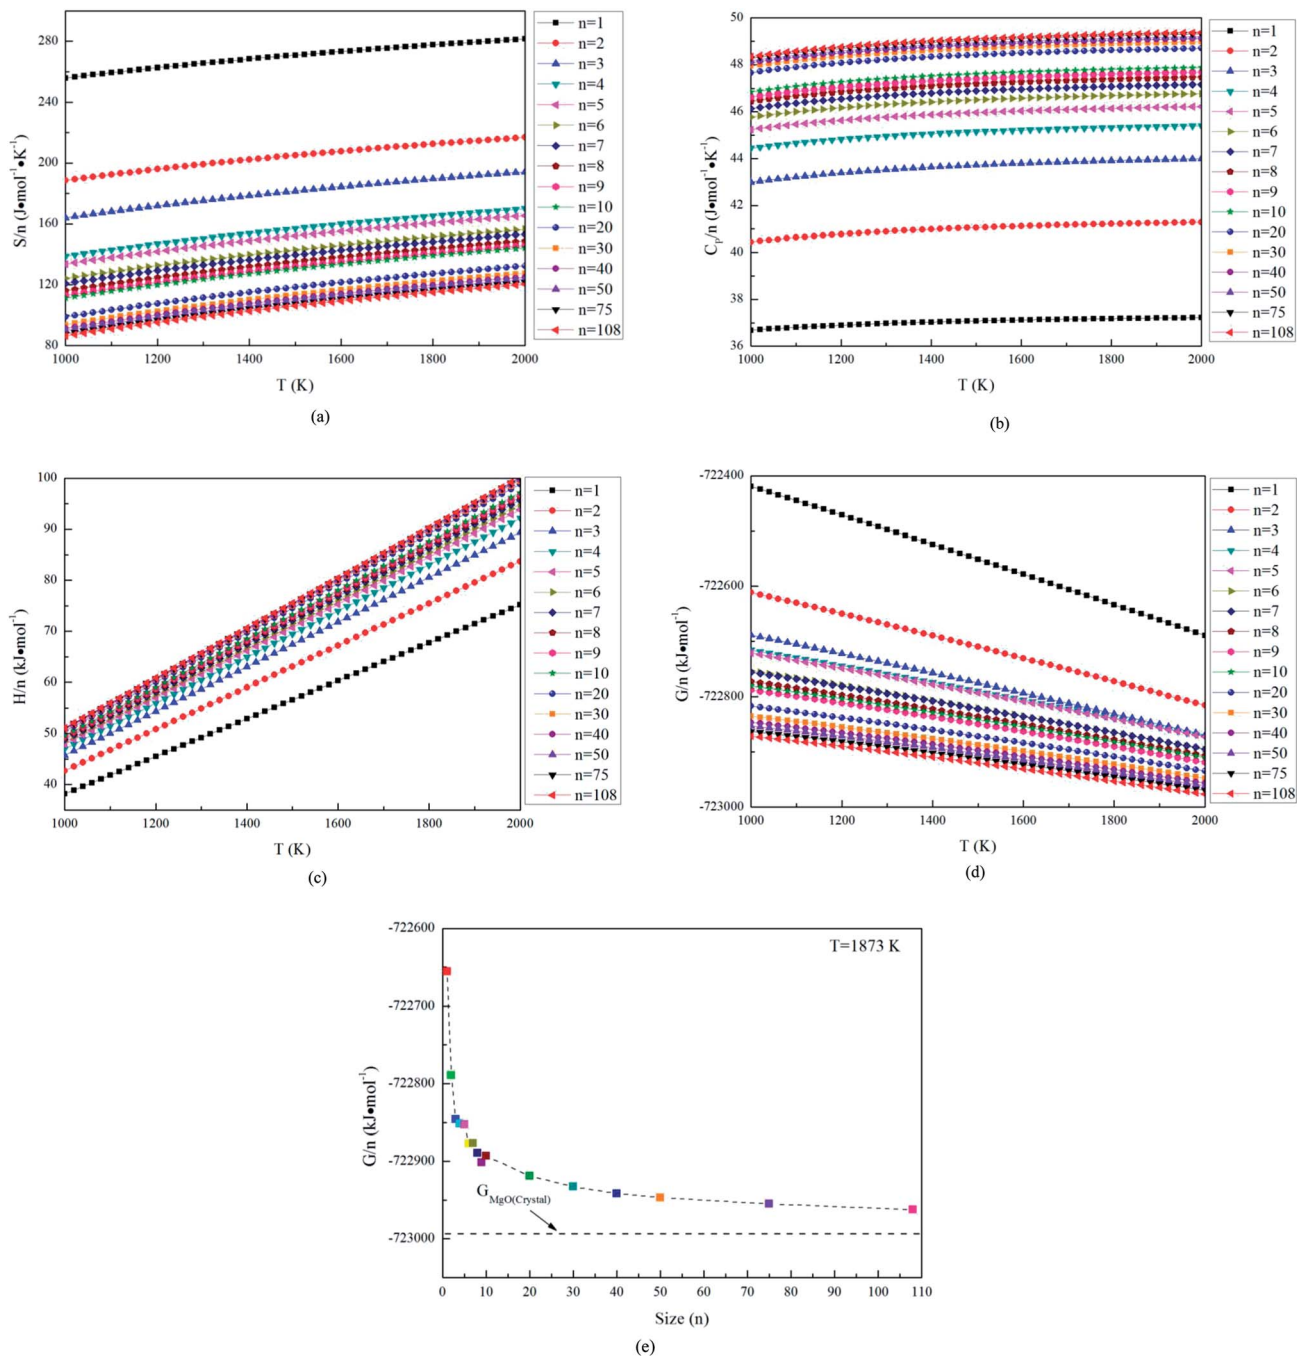 280
240
200
160
120
80
S/n (J•mol⁻¹•K⁻¹)
1000 1200 1400 1600 1800 2000
T (K)
n=1
n=2
n=3
n=4
n=5
n=6
n=7
n=8
n=9
n=10
n=20
n=30
n=40
n=50
n=75
n=108
(a)
50
48
46
44
42
40
38
36
Cₚ/n (J•mol⁻¹•K⁻¹)
1000 1200 1400 1600 1800 2000
T (K)
n=1
n=2
n=3
n=4
n=5
n=6
n=7
n=8
n=9
n=10
n=20
n=30
n=40
n=50
n=75
n=108
(b)
100
90
80
70
60
50
40
H/n (kJ•mol⁻¹)
1000 1200 1400 1600 1800 2000
T (K)
n=1
n=2
n=3
n=4
n=5
n=6
n=7
n=8
n=9
n=10
n=20
n=30
n=40
n=50
n=75
n=108
(c)
-722400
-722600
-722800
-723000
G/n (kJ•mol⁻¹)
1000 1200 1400 1600 1800 2000
T (K)
n=1
n=2
n=3
n=4
n=5
n=6
n=7
n=8
n=9
n=10
n=20
n=30
n=40
n=50
n=75
n=108
(d)
-722600
-722700
-722800
-722900
-723000
G/n (kJ•mol⁻¹)
T=1873 K
G MgO(Crystal)
0 10 20 30 40 50 60 70 80 90 100 110
Size (n)
(e)